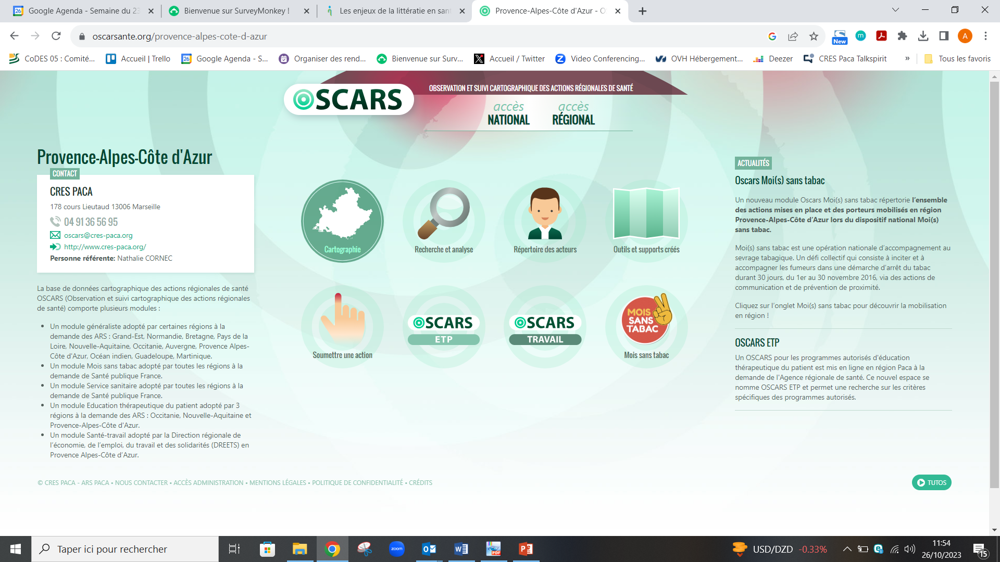 Google Agenda - Semaine du 23
Bienvenue sur SurveyMonkey !
Les enjeux de la littératie en sant
Provence-Alpes-Côte d'Azur - O
oscarsante.org/provence-alpes-cote-d-azur
New
m
A
CoDES 05 : Comité...
Accueil | Trello
26
Google Agenda - S...
Organiser des rend...
Bienvenue sur Surv...
Accueil / Twitter
Video Conferencing...
OVH Hébergement...
Deezer
CRES Paca Talkspirit
»
Tous les favoris
OSCARS
OBSERVATION ET SUIVI CARTOGRAPHIQUE DES ACTIONS RÉGIONALES DE SANTÉ
accès
NATIONAL
accès
RÉGIONAL
Provence-Alpes-Côte d'Azur
CONTACT
CRES PACA
178 cours Lieutaud 13006 Marseille
04 91 36 56 95
oscars@cres-paca.org
http://www.cres-paca.org/
Personne référente: Nathalie CORNEC
La base de données cartographique des actions régionales de santé
OSCARS (Observation et suivi cartographique des actions régionales
de santé) comporte plusieurs modules :
• Un module généraliste adopté par certaines régions à la
demande des ARS : Grand-Est, Normandie, Bretagne, Pays de la
Loire, Nouvelle-Aquitaine, Occitanie, Auvergne, Provence Alpes-
Côte d'Azur, Océan indien, Guadeloupe, Martinique.
• Un module Mois sans tabac adopté par toutes les régions à la
demande de Santé publique France.
• Un module Service sanitaire adopté par toutes les régions à la
demande de Santé publique France.
• Un module Education thérapeutique du patient adopté par 3
régions à la demande des ARS : Occitanie, Nouvelle-Aquitaine et
Provence-Alpes-Côte d'Azur.
• Un module Santé-travail adopté par la Direction régionale de
l’économie, de l’emploi, du travail et des solidarités (DREETS) en
Provence Alpes-Côte d’Azur.
Cartographie
Recherche et analyse
Répertoire des acteurs
Outils et supports créés
Soumettre une action
OSCARS
ETP
OSCARS
TRAVAIL
MOIS
SANS
TABAC
Mois sans tabac
ACTUALITÉS
Oscars Moi(s) sans tabac
Un nouveau module Oscars Moi(s) sans tabac répertorie l’ensemble
des actions mises en place et des porteurs mobilisés en région
Provence-Alpes-Côte d’Azur lors du dispositif national Moi(s)
sans tabac.
Moi(s) sans tabac est une opération nationale d’accompagnement au
sevrage tabagique. Un défi collectif qui consiste à inciter et à
accompagner les fumeurs dans une démarche d’arrêt du tabac
durant 30 jours, du 1er au 30 novembre 2016, via des actions de
communication et de prévention de proximité.
Cliquez sur l’onglet Moi(s) sans tabac pour découvrir la mobilisation
en région !
OSCARS ETP
Un OSCARS pour les programmes autorisés d'éducation
thérapeutique du patient est mis en ligne en région Paca à la
demande de l'Agence régionale de santé. Ce nouvel espace se
nomme OSCARS ETP et permet une recherche sur les critères
spécifiques des programmes autorisés.
© CRES PACA - ARS PACA • NOUS CONTACTER • ACCÈS ADMINISTRATION • MENTIONS LÉGALES • POLITIQUE DE CONFIDENTIALITÉ • CRÉDITS
TUTOS
Taper ici pour rechercher
zoom
PDF
USD/DZD -0.33%
11:54
26/10/2023
15